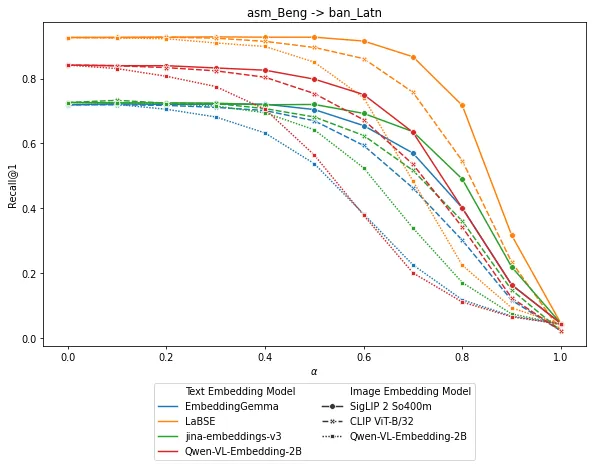 asm_Beng -> ban_Latn
Recall@1
0.8
0.6
0.4
0.2
0.0
0.0 0.2 0.4 0.6 0.8 1.0
α
Text Embedding Model Image Embedding Model
EmbeddingGemma SigLIP 2 So400m
LaBSE CLIP ViT-B/32
jina-embeddings-v3 Qwen-VL-Embedding-2B
Qwen-VL-Embedding-2B